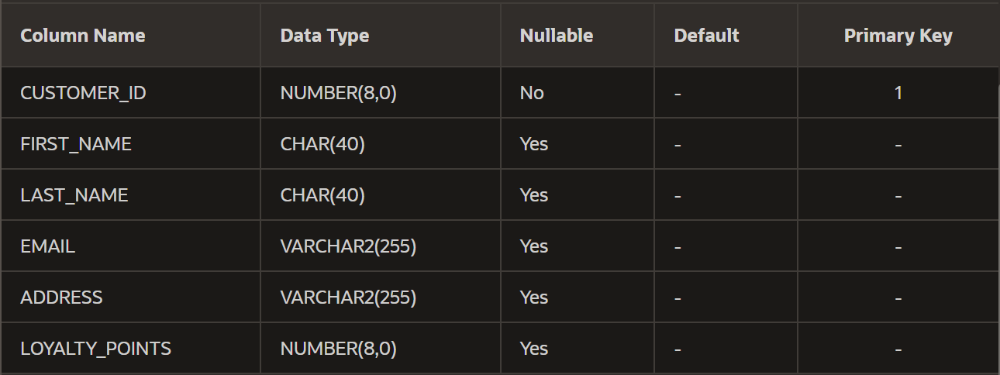 Column Name Data Type Nullable Default Primary Key
CUSTOMER_ID NUMBER(8,0) No - 1
FIRST_NAME CHAR(40) Yes - -
LAST_NAME CHAR(40) Yes - -
EMAIL VARCHAR2(255) Yes - -
ADDRESS VARCHAR2(255) Yes - -
LOYALTY_POINTS NUMBER(8,0) Yes - -